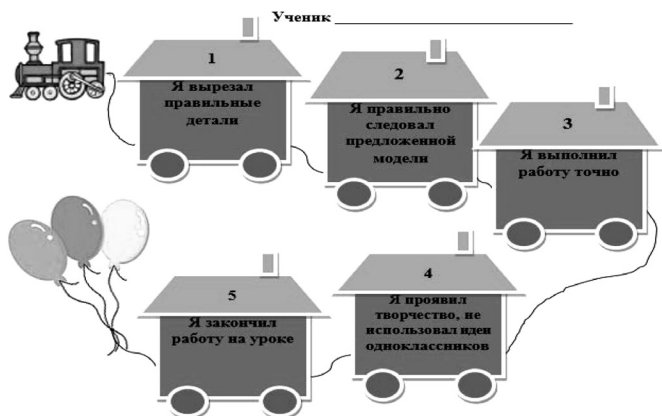 Ученик ________________________________
1
Я вырезал
правильные
детали
2
Я правильно
следовал
предложенной
модели
3
Я выполнил
работу точно
4
Я проявил
творчество, не
использовал идеи
одноклассников
5
Я закончил
работу на уроке